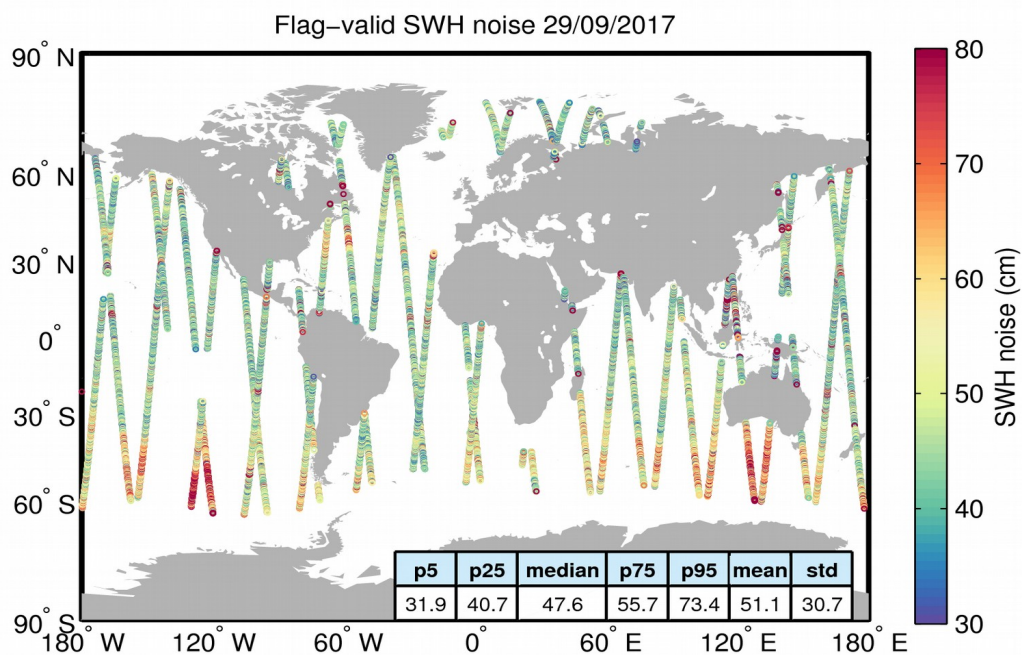 Flag−valid SWH noise 29/09/2017
90° N
60° N
30° N
0°
30° S
60° S
90° S
180° W 120° W 60° W 0° 60° E 120° E 180° E
p5 p25 median p75 p95 mean std
31.9 40.7 47.6 55.7 73.4 51.1 30.7
80
70
60
50
40
30
SWH noise (cm)